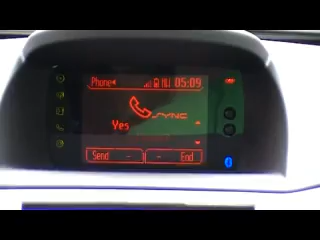 Phone 05:09
SYNC
Yes
Send - - End